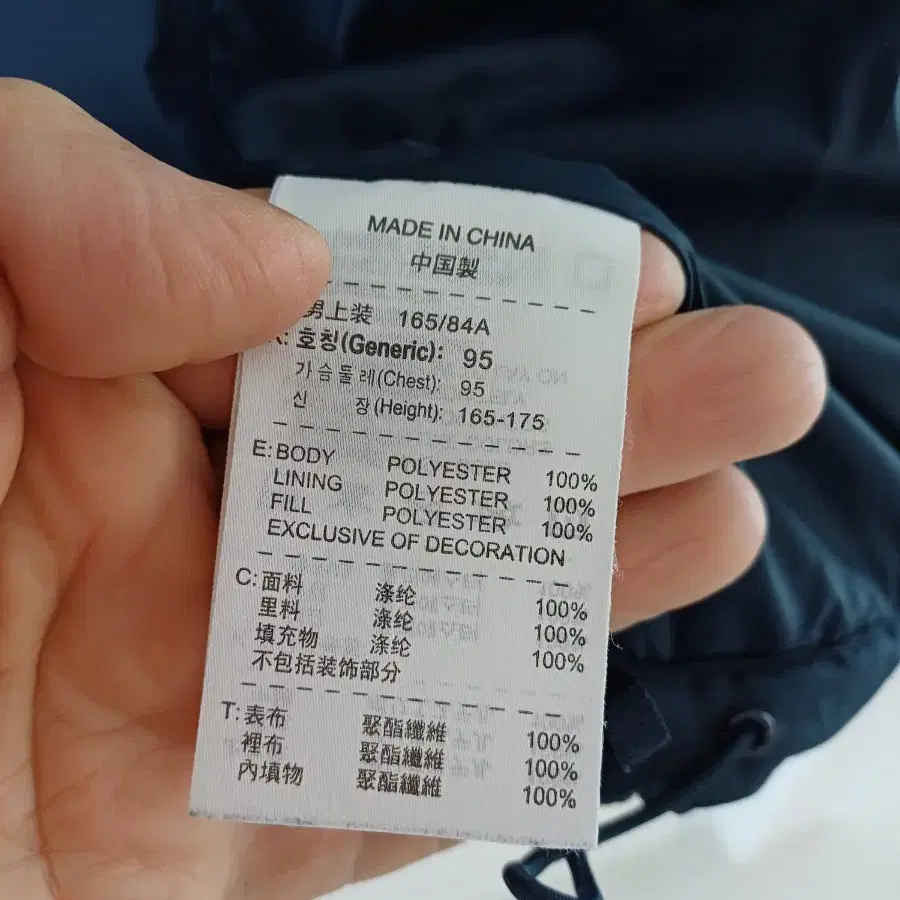 MADE IN CHINA
中国製
男上装 165/84A
호칭(Generic): 95
가슴둘레(Chest): 95
신 장(Height): 165-175
E: BODY POLYESTER 100%
LINING POLYESTER 100%
FILL POLYESTER 100%
EXCLUSIVE OF DECORATION
C: 面料 涤纶 100%
里料 涤纶 100%
填充物 涤纶 100%
不包括装饰部分
T: 表布 聚酯纖維 100%
裡布 聚酯纖維 100%
內填物 聚酯纖維 100%